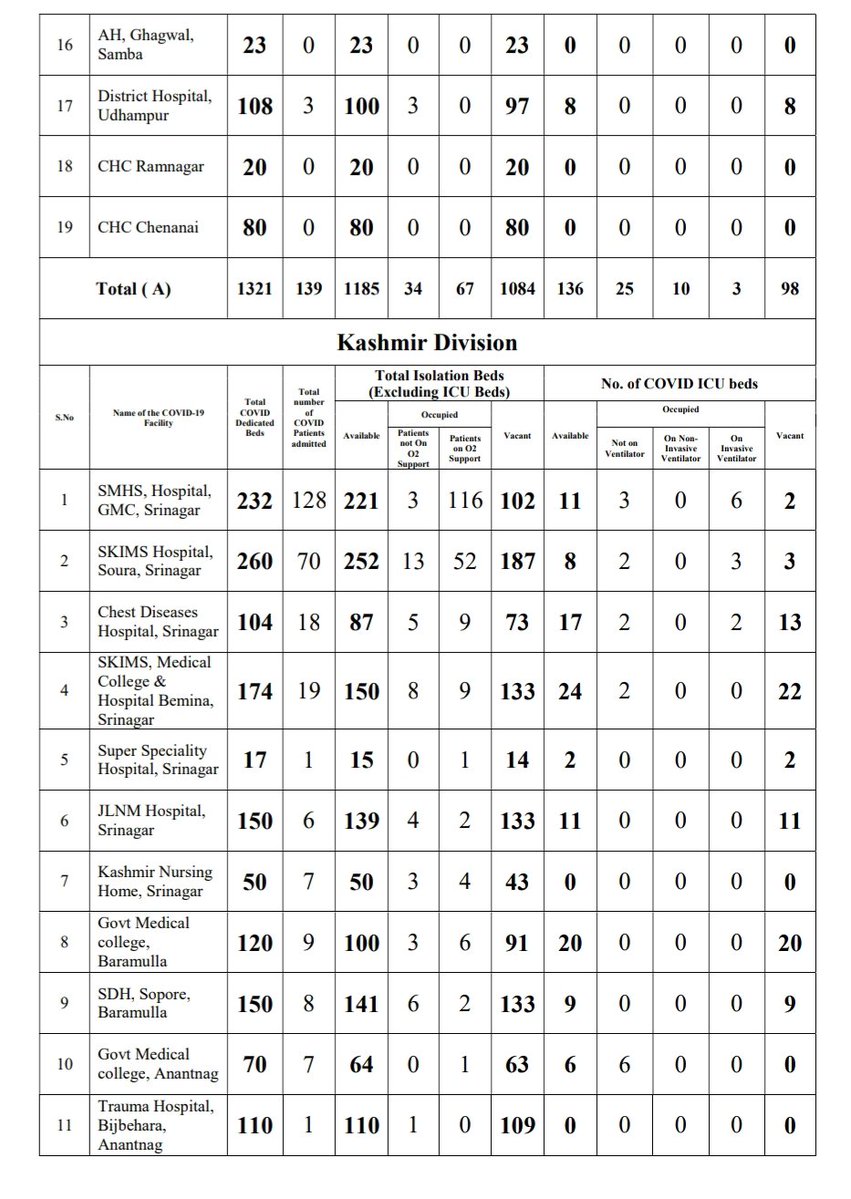 16 AH, Ghagwal, Samba 23 0 23 0 0 23 0 0 0 0 0
17 District Hospital, Udhampur 108 3 100 3 0 97 8 0 0 0 8
18 CHC Ramnagar 20 0 20 0 0 20 0 0 0 0 0
19 CHC Chenanai 80 0 80 0 0 80 0 0 0 0 0
Total ( A) 1321 139 1185 34 67 1084 136 25 10 3 98
Kashmir Division
S.No
Name of the COVID-19 Facility
Total COVID Dedicated Beds
Total number of COVID Patients admitted
Total Isolation Beds (Excluding ICU Beds)
No. of COVID ICU beds
Available
Occupied
Patients not On O2 Support
Patients on O2 Support
Vacant
Available
Occupied
Not on Ventilator
On Non-Invasive Ventilator
On Invasive Ventilator
Vacant
1 SMHS, Hospital, GMC, Srinagar 232 128 221 3 116 102 11 3 0 6 2
2 SKIMS Hospital, Soura, Srinagar 260 70 252 13 52 187 8 2 0 3 3
3 Chest Diseases Hospital, Srinagar 104 18 87 5 9 73 17 2 0 2 13
4 SKIMS, Medical College & Hospital Bemina, Srinagar 174 19 150 8 9 133 24 2 0 0 22
5 Super Speciality Hospital, Srinagar 17 1 15 0 1 14 2 0 0 0 2
6 JLNM Hospital, Srinagar 150 6 139 4 2 133 11 0 0 0 11
7 Kashmir Nursing Home, Srinagar 50 7 50 3 4 43 0 0 0 0 0
8 Govt Medical college, Baramulla 120 9 100 3 6 91 20 0 0 0 20
9 SDH, Sopore, Baramulla 150 8 141 6 2 133 9 0 0 0 9
10 Govt Medical college, Anantnag 70 7 64 0 1 63 6 6 0 0 0
11 Trauma Hospital, Bijbehara, Anantnag 110 1 110 1 0 109 0 0 0 0 0